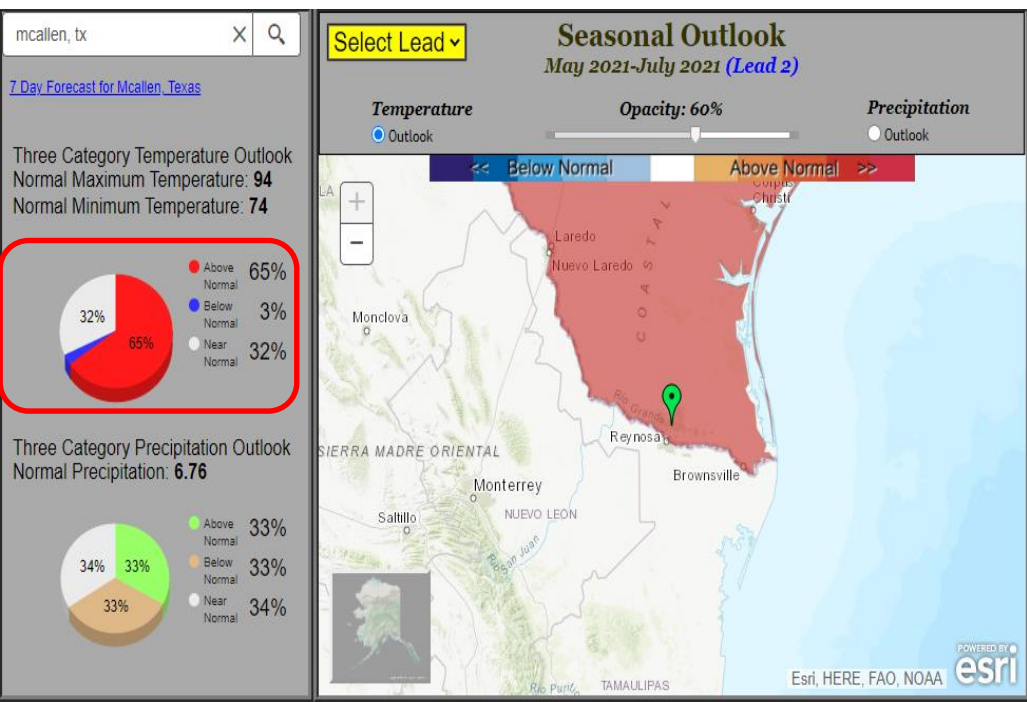 mcallen, tx
7 Day Forecast for Mcallen, Texas
Three Category Temperature Outlook
Normal Maximum Temperature: 94
Normal Minimum Temperature: 74
32%
65%
Above Normal 65%
Below Normal 3%
Near Normal 32%
Three Category Precipitation Outlook
Normal Precipitation: 6.76
34%
33%
33%
Above Normal 33%
Below Normal 33%
Near Normal 34%
Select Lead
Seasonal Outlook
May 2021-July 2021 (Lead 2)
Temperature
Outlook
Opacity: 60%
Precipitation
Outlook
<< Below Normal
Above Normal >>
LA
+
−
Corpus
Christi
Laredo
Nuevo Laredo
COASTAL
Monclova
Rio Grande
Reynosa
Brownsville
SIERRA MADRE ORIENTAL
Monterrey
Saltillo
NUEVO LEON
San Juan
TAMAULIPAS
POWERED BY
esri
Esri, HERE, FAO, NOAA